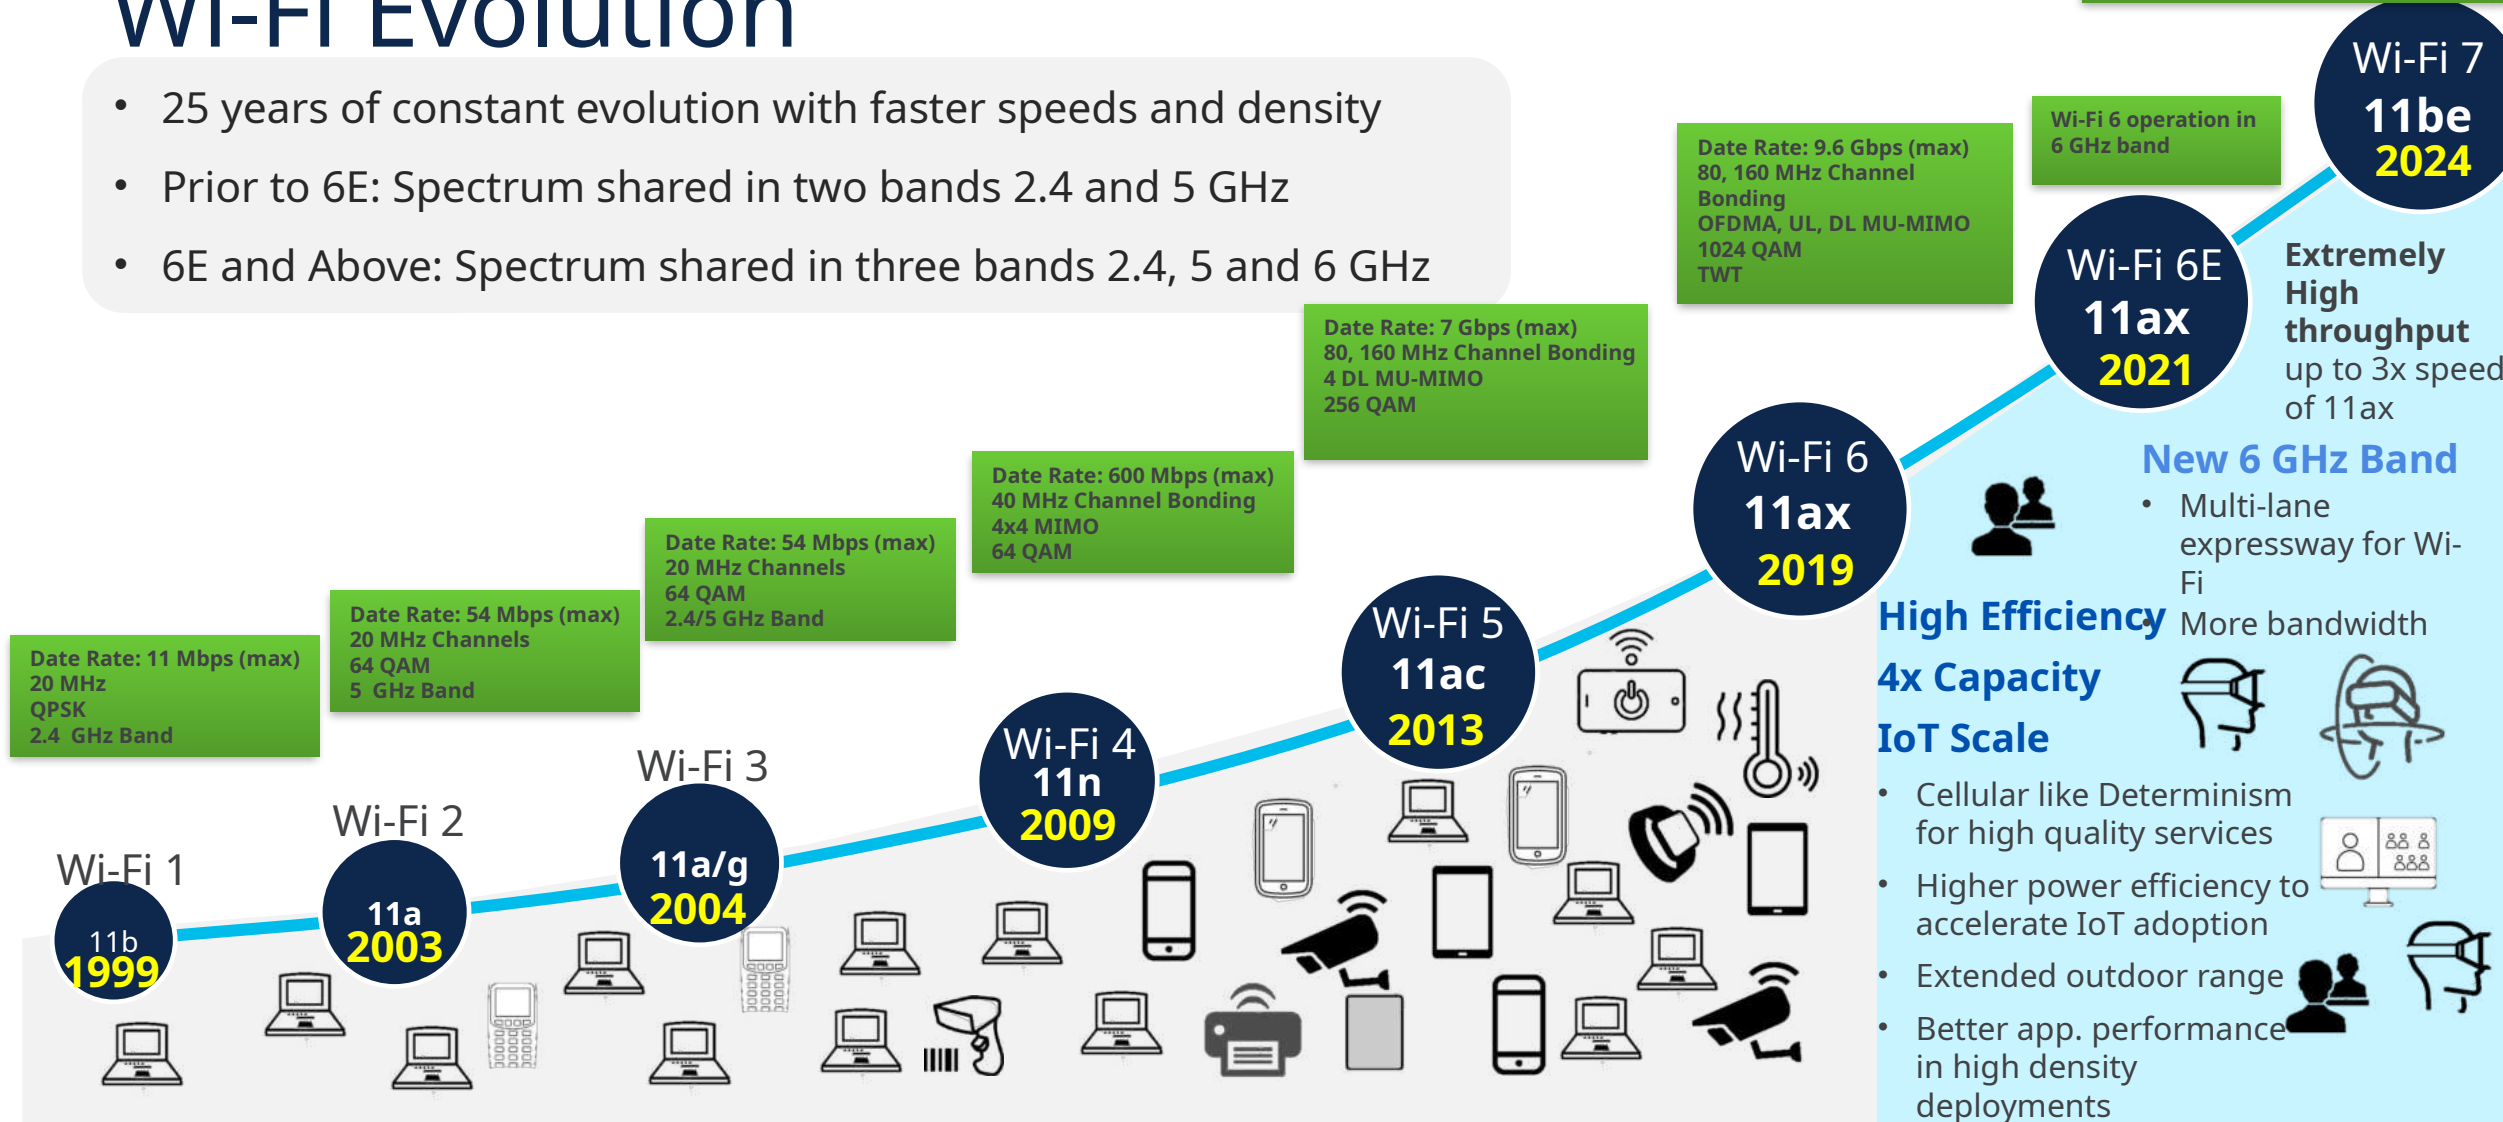 Wi-Fi Evolution
• 25 years of constant evolution with faster speeds and density
• Prior to 6E: Spectrum shared in two bands 2.4 and 5 GHz
• 6E and Above: Spectrum shared in three bands 2.4, 5 and 6 GHz
Date Rate: 11 Mbps (max)
20 MHz
QPSK
2.4 GHz Band
Wi-Fi 1
11b
1999
Date Rate: 54 Mbps (max)
20 MHz Channels
64 QAM
5 GHz Band
Wi-Fi 2
11a
2003
Date Rate: 54 Mbps (max)
20 MHz Channels
64 QAM
2.4/5 GHz Band
Wi-Fi 3
11a/g
2004
Date Rate: 600 Mbps (max)
40 MHz Channel Bonding
4x4 MIMO
64 QAM
Wi-Fi 4
11n
2009
Date Rate: 7 Gbps (max)
80, 160 MHz Channel Bonding
4 DL MU-MIMO
256 QAM
Wi-Fi 5
11ac
2013
Date Rate: 9.6 Gbps (max)
80, 160 MHz Channel
Bonding
OFDMA, UL, DL MU-MIMO
1024 QAM
TWT
Wi-Fi 6
11ax
2019
Wi-Fi 6 operation in
6 GHz band
Wi-Fi 6E
11ax
2021
Wi-Fi 7
11be
2024
Extremely
High
throughput
up to 3x speed
of 11ax
New 6 GHz Band
• Multi-lane
expressway for Wi-
Fi
• More bandwidth
High Efficiency
4x Capacity
IoT Scale
• Cellular like Determinism
for high quality services
• Higher power efficiency to
accelerate IoT adoption
• Extended outdoor range
• Better app. performance
in high density
deployments